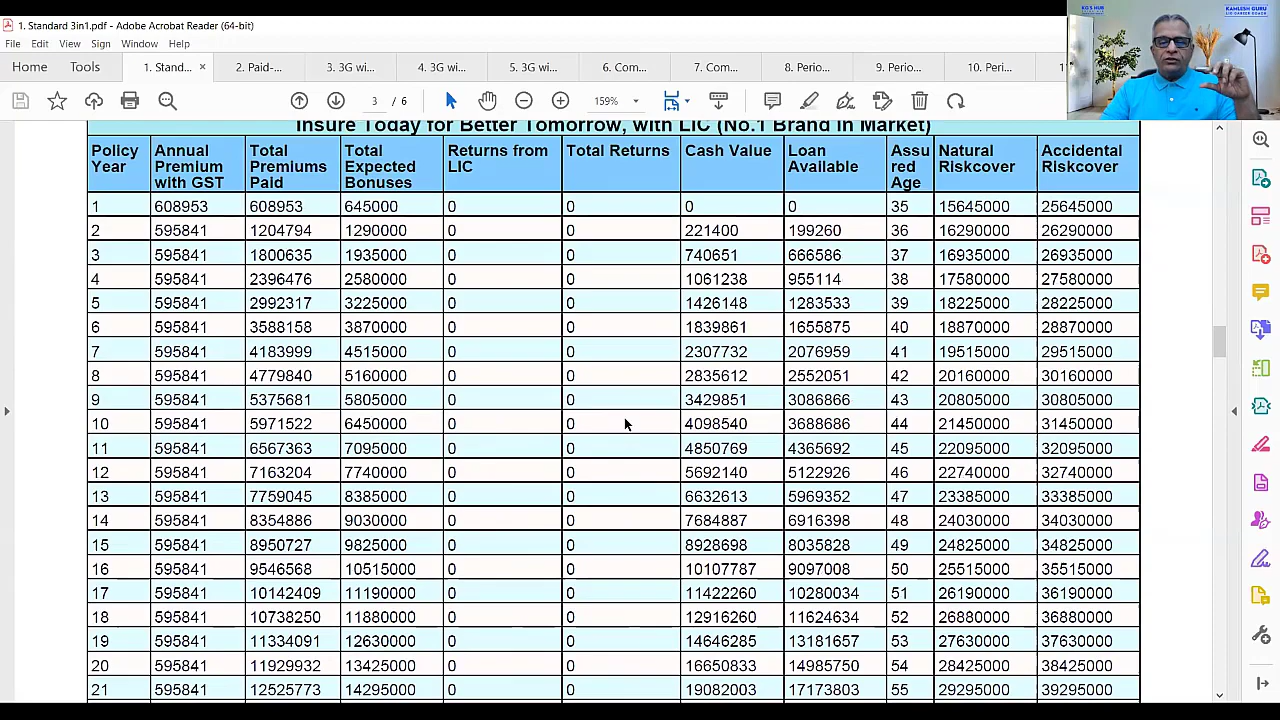 1. Standard 3in1.pdf - Adobe Acrobat Reader (64-bit)
File Edit View Sign Window Help
Home Tools 1. Stand... × 2. Paid-... 3. 3G wi... 4. 3G wi... 5. 3G wi... 6. Com... 7. Com... 8. Perio... 9. Perio... 10. Peri...
3 / 6 159%
KG'S HUB
KAMLESH GURU
LIC CAREER COACH
Insure Today for Better Tomorrow, with LIC (No.1 Brand in Market)
Policy Year Annual Premium with GST Total Premiums Paid Total Expected Bonuses Returns from LIC Total Returns Cash Value Loan Available Assu red Age Natural Riskcover Accidental Riskcover
1 608953 608953 645000 0 0 0 0 35 15645000 25645000
2 595841 1204794 1290000 0 0 221400 199260 36 16290000 26290000
3 595841 1800635 1935000 0 0 740651 666586 37 16935000 26935000
4 595841 2396476 2580000 0 0 1061238 955114 38 17580000 27580000
5 595841 2992317 3225000 0 0 1426148 1283533 39 18225000 28225000
6 595841 3588158 3870000 0 0 1839861 1655875 40 18870000 28870000
7 595841 4183999 4515000 0 0 2307732 2076959 41 19515000 29515000
8 595841 4779840 5160000 0 0 2835612 2552051 42 20160000 30160000
9 595841 5375681 5805000 0 0 3429851 3086866 43 20805000 30805000
10 595841 5971522 6450000 0 0 4098540 3688686 44 21450000 31450000
11 595841 6567363 7095000 0 0 4850769 4365692 45 22095000 32095000
12 595841 7163204 7740000 0 0 5692140 5122926 46 22740000 32740000
13 595841 7759045 8385000 0 0 6632613 5969352 47 23385000 33385000
14 595841 8354886 9030000 0 0 7684887 6916398 48 24030000 34030000
15 595841 8950727 9825000 0 0 8928698 8035828 49 24825000 34825000
16 595841 9546568 10515000 0 0 10107787 9097008 50 25515000 35515000
17 595841 10142409 11190000 0 0 11422260 10280034 51 26190000 36190000
18 595841 10738250 11880000 0 0 12916260 11624634 52 26880000 36880000
19 595841 11334091 12630000 0 0 14646285 13181657 53 27630000 37630000
20 595841 11929932 13425000 0 0 16650833 14985750 54 28425000 38425000
21 595841 12525773 14295000 0 0 19082003 17173803 55 29295000 39295000